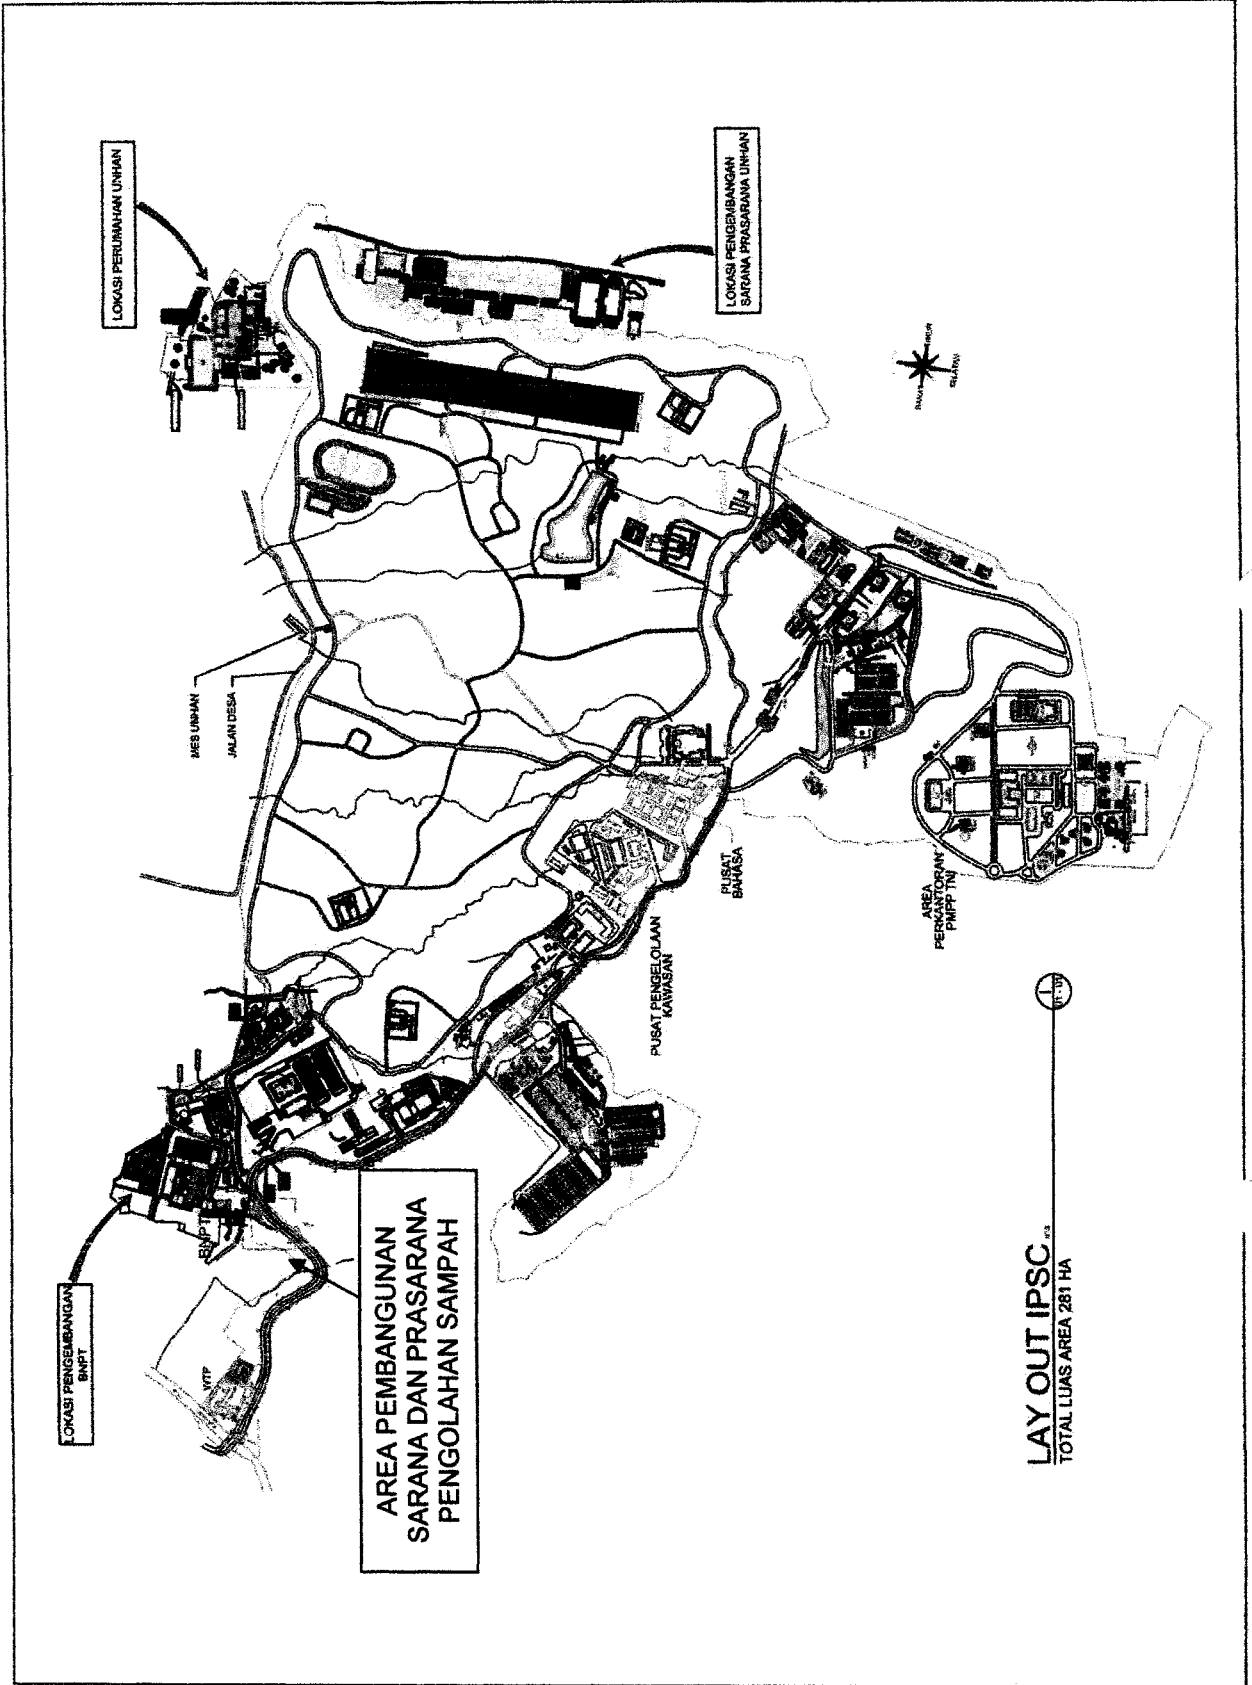 LOKASI PENGEMBANGAN
BNPT
WTP
BNPT
AREA PEMBANGUNAN
SARANA DAN PRASARANA
PENGOLAHAN SAMPAH
MES UNHAN
JALAN DESA
LOKASI PERUMAHAN UNHAN
LOKASI PENGEMBANGAN
SARANA PRASARANA UNHAN
PUSAT PENGELOLAAN
KAWASAN
PUSAT
BAHASA
AREA
PERKANTORAN
PMPP TNI
LAY OUT IPSC
TOTAL LUAS AREA 281 HA